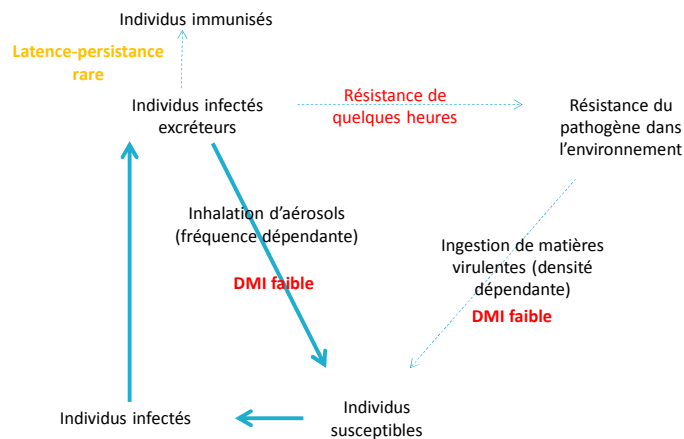 Individus immunisés
Latence-persistance
rare
Individus infectés
excréteurs
Résistance de
quelques heures
Résistance du
pathogène dans
l'environnement
Inhalation d'aérosols
(fréquence dépendante)
DMI faible
Ingestion de matières
virulentes (densité
dépendante)
DMI faible
Individus infectés
Individus
susceptibles